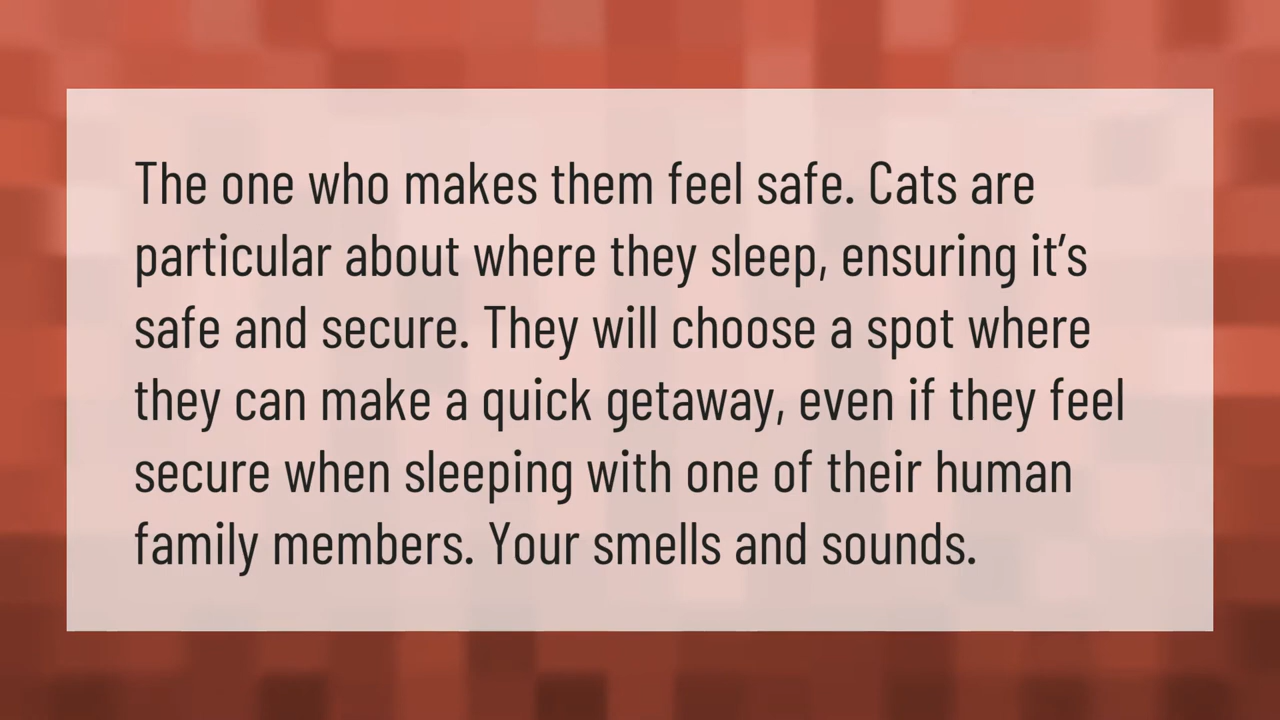 The one who makes them feel safe. Cats are
particular about where they sleep, ensuring it’s
safe and secure. They will choose a spot where
they can make a quick getaway, even if they feel
secure when sleeping with one of their human
family members. Your smells and sounds.